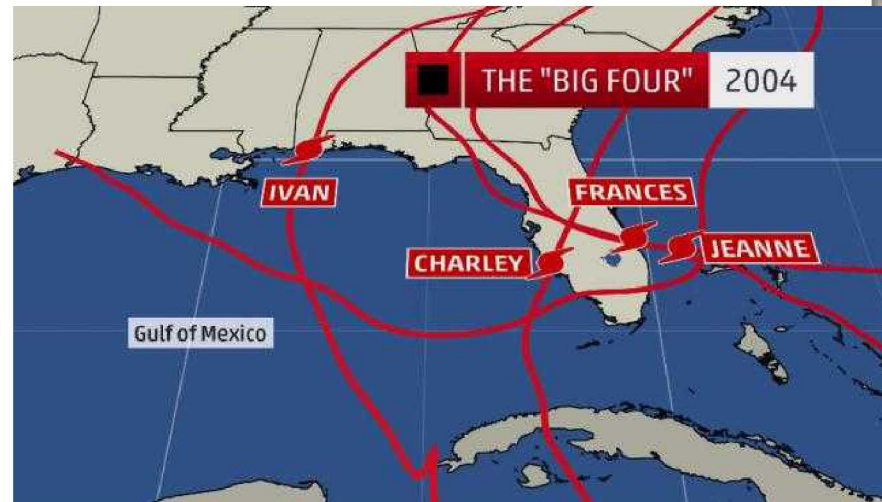 THE "BIG FOUR" 2004
IVAN
FRANCES
CHARLEY
JEANNE
Gulf of Mexico